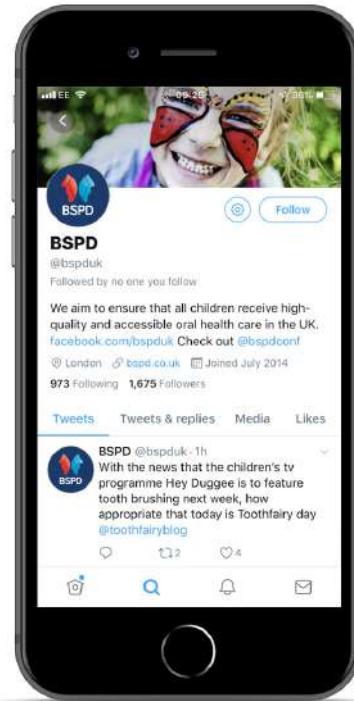 EE 09:26 36%
BSPD
Follow
BSPD
@bspduk
Followed by no one you follow
We aim to ensure that all children receive high-
quality and accessible oral health care in the UK.
facebook.com/bspduk Check out @bspdconf
London bspd.co.uk Joined July 2014
973 Following 1,675 Followers
Tweets Tweets & replies Media Likes
BSPD @bspduk · 1h
BSPD
With the news that the children's tv
programme Hey Duggee is to feature
tooth brushing next week, how
appropriate that today is Toothfairy day
@toothfairyblog
2 4